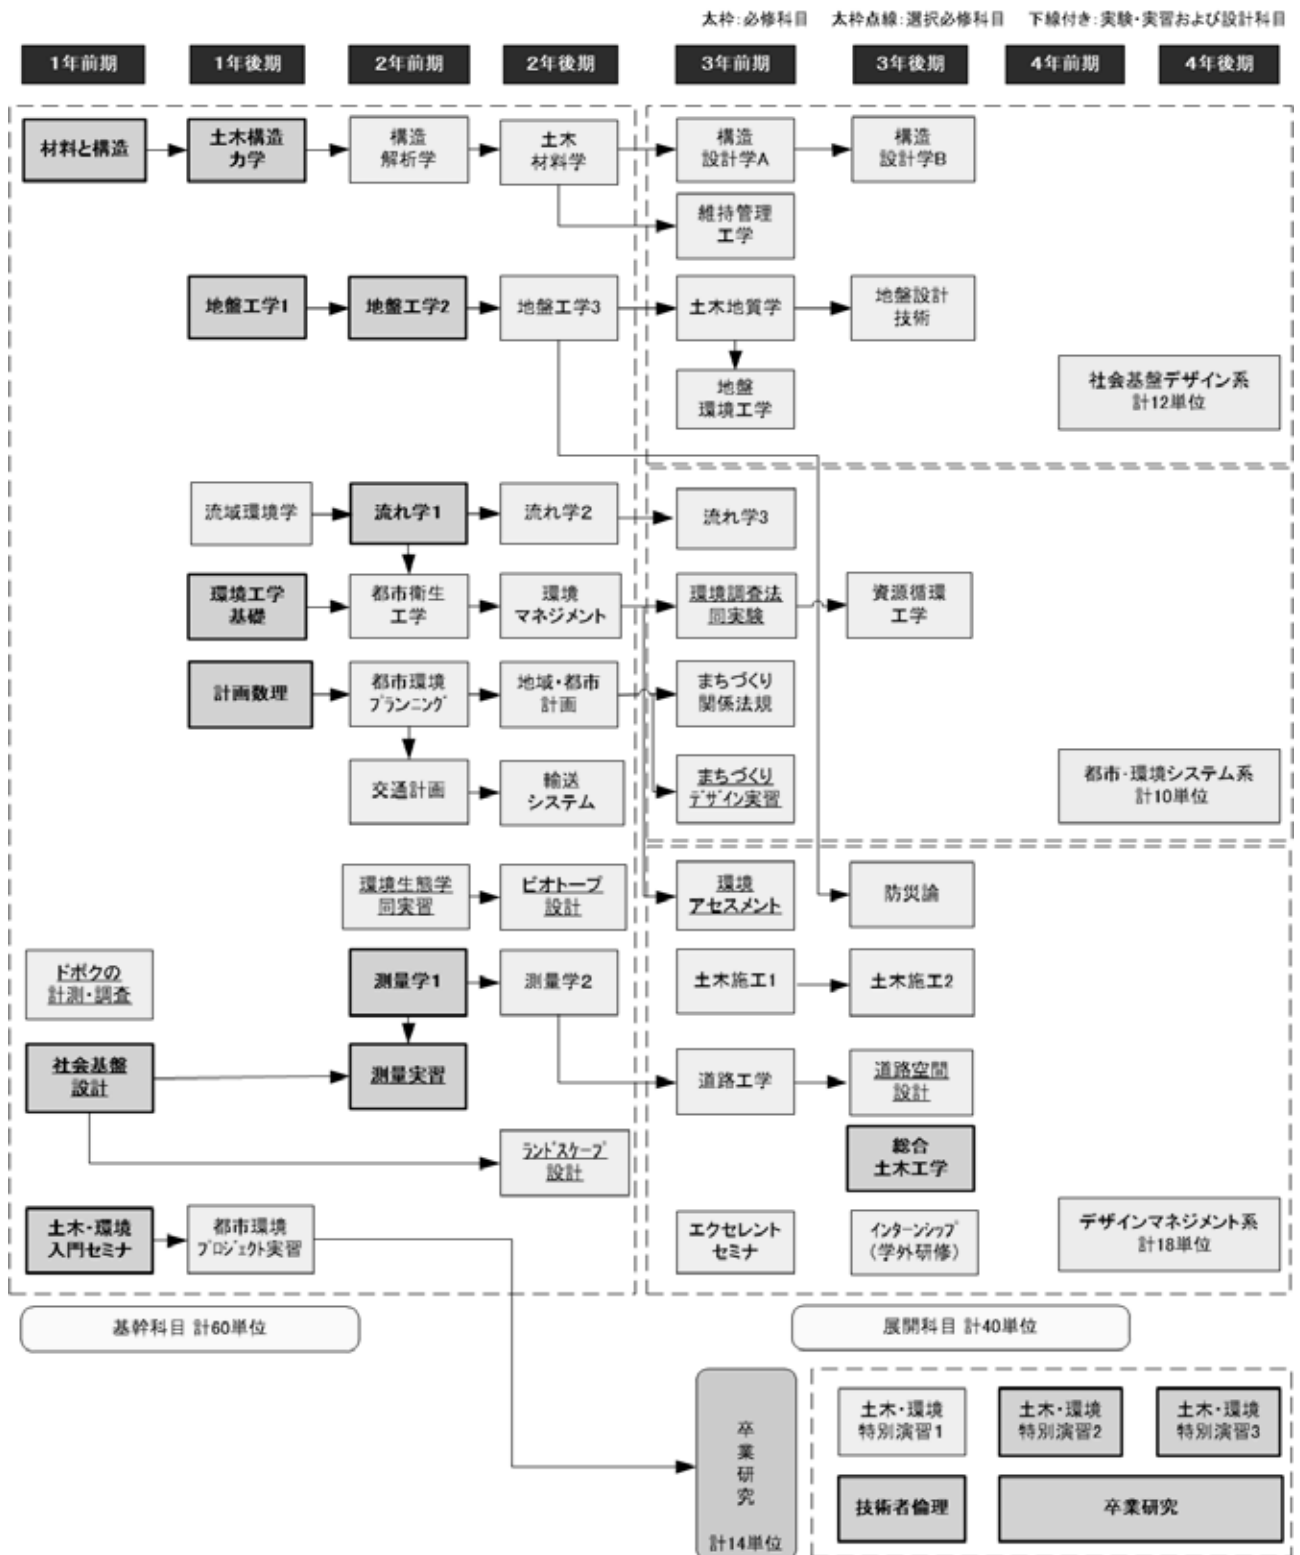 太枠：必修科目　太枠点線：選択必修科目　下線付き：実験・実習および設計科目
1年前期
1年後期
2年前期
2年後期
3年前期
3年後期
4年前期
4年後期
材料と構造
土木構造
力学
構造
解析学
土木
材料学
構造
設計学A
構造
設計学B
維持管理
工学
地盤工学1
地盤工学2
地盤工学3
土木地質学
地盤設計
技術
地盤
環境工学
社会基盤デザイン系
計12単位
流域環境学
流れ学1
流れ学2
流れ学3
環境工学
基礎
都市衛生
工学
環境
マネジメント
環境調査法
同実験
資源循環
工学
計画数理
都市環境
プランニング
地域・都市
計画
まちづくり
関係法規
交通計画
輸送
システム
まちづくり
デザイン実習
都市・環境システム系
計10単位
環境生態学
同実習
ビオトープ
設計
環境
アセスメント
防災論
ドボクの
計測・調査
測量学1
測量学2
土木施工1
土木施工2
社会基盤
設計
測量実習
道路工学
道路空間
設計
ランドスケープ
設計
総合
土木工学
土木・環境
入門セミナ
都市環境
プロジェクト実習
エクセレント
セミナ
インターンシップ
（学外研修）
デザインマネジメント系
計18単位
基幹科目 計60単位
展開科目 計40単位
卒業研究
計14単位
土木・環境
特別演習1
土木・環境
特別演習2
土木・環境
特別演習3
技術者倫理
卒業研究